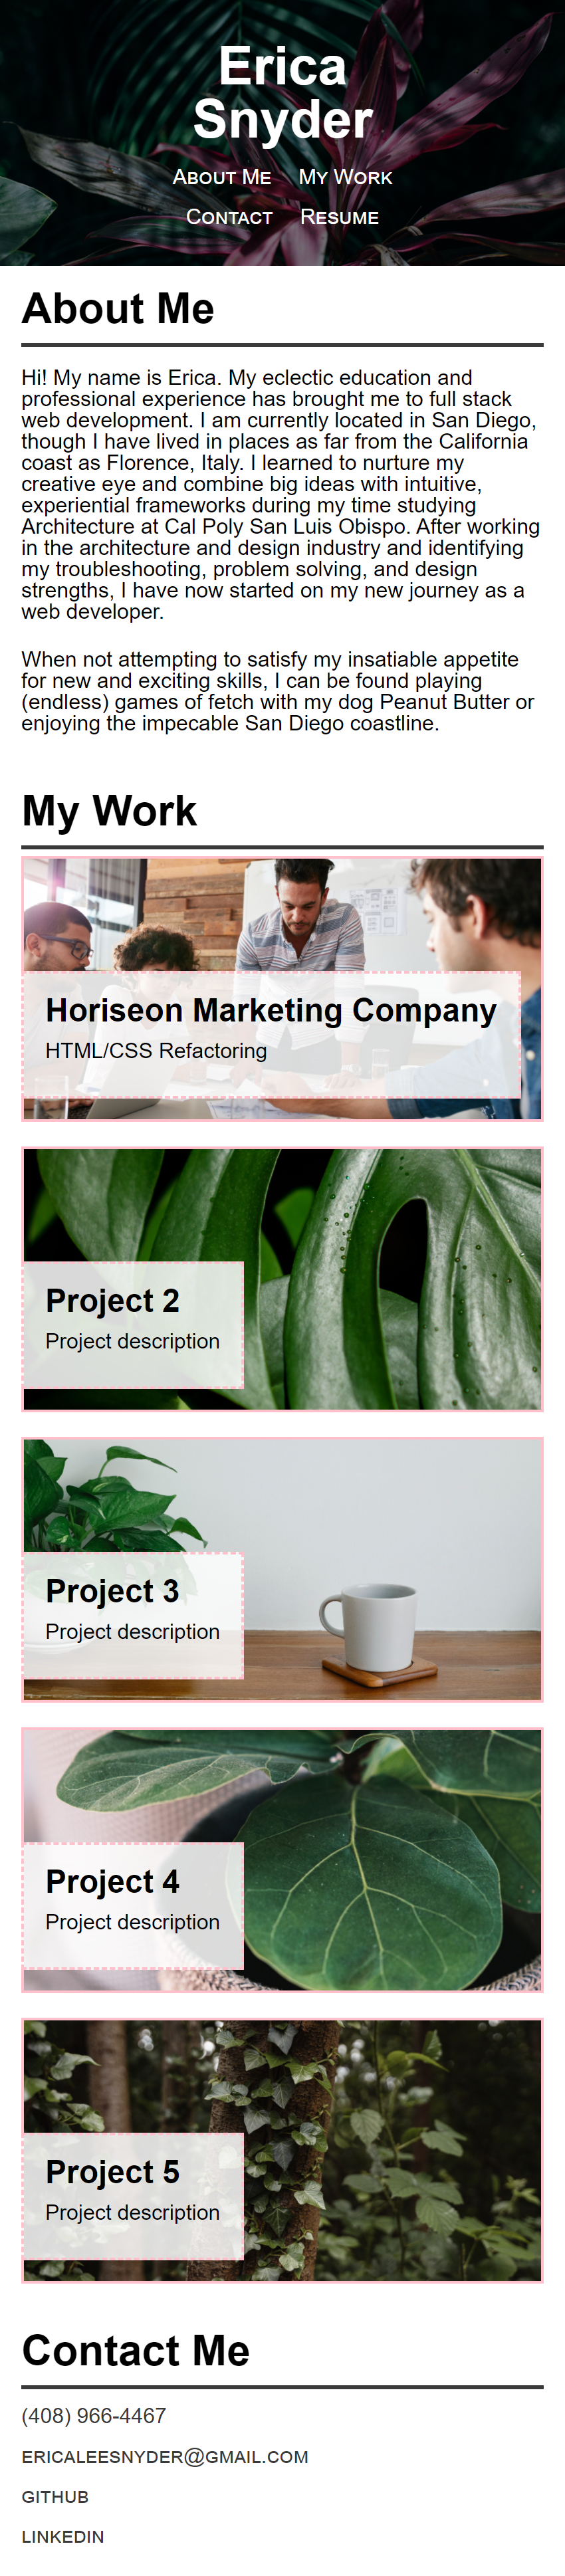 Erica
Snyder
About Me My Work
Contact Resume
About Me
Hi! My name is Erica. My eclectic education and
professional experience has brought me to full stack
web development. I am currently located in San Diego,
though I have lived in places as far from the California
coast as Florence, Italy. I learned to nurture my
creative eye and combine big ideas with intuitive,
experiential frameworks during my time studying
Architecture at Cal Poly San Luis Obispo. After working
in the architecture and design industry and identifying
my troubleshooting, problem solving, and design
strengths, I have now started on my new journey as a
web developer.
When not attempting to satisfy my insatiable appetite
for new and exciting skills, I can be found playing
(endless) games of fetch with my dog Peanut Butter or
enjoying the impecable San Diego coastline.
My Work
Horiseon Marketing Company
HTML/CSS Refactoring
Project 2
Project description
Project 3
Project description
Project 4
Project description
Project 5
Project description
Contact Me
(408) 966-4467
ERICALEESNYDER@GMAIL.COM
GITHUB
LINKEDIN